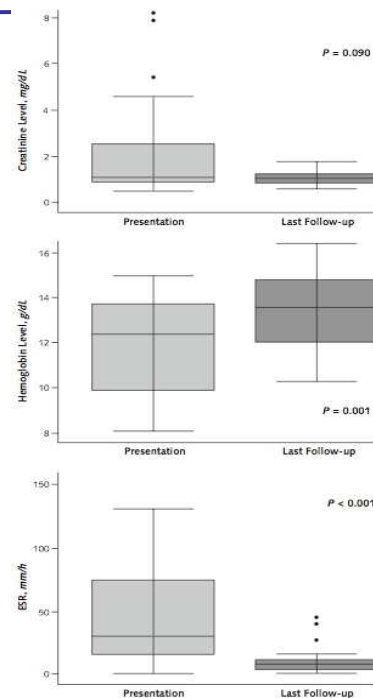 Creatinine Level, mg/dL
8
6
4
2
0
P = 0.090
Presentation Last Follow-up
Hemoglobin Level, g/dL
16
14
12
10
8
P = 0.001
Presentation Last Follow-up
ESR, mm/h
150
100
50
0
P < 0.001
Presentation Last Follow-up